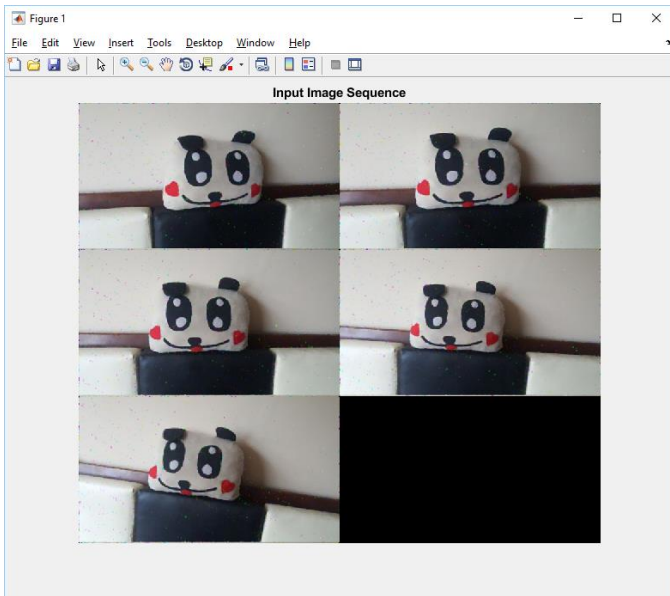 Figure 1
File Edit View Insert Tools Desktop Window Help
Input Image Sequence